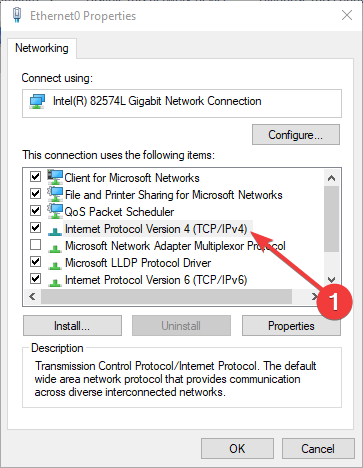 Ethernet0 Properties
Networking
Connect using:
Intel(R) 82574L Gigabit Network Connection
Configure...
This connection uses the following items:
Client for Microsoft Networks
File and Printer Sharing for Microsoft Networks
QoS Packet Scheduler
Internet Protocol Version 4 (TCP/IPv4)
Microsoft Network Adapter Multiplexor Protocol
Microsoft LLDP Protocol Driver
Internet Protocol Version 6 (TCP/IPv6)
1
Install...
Uninstall
Properties
Description
Transmission Control Protocol/Internet Protocol. The default
wide area network protocol that provides communication
across diverse interconnected networks.
OK
Cancel